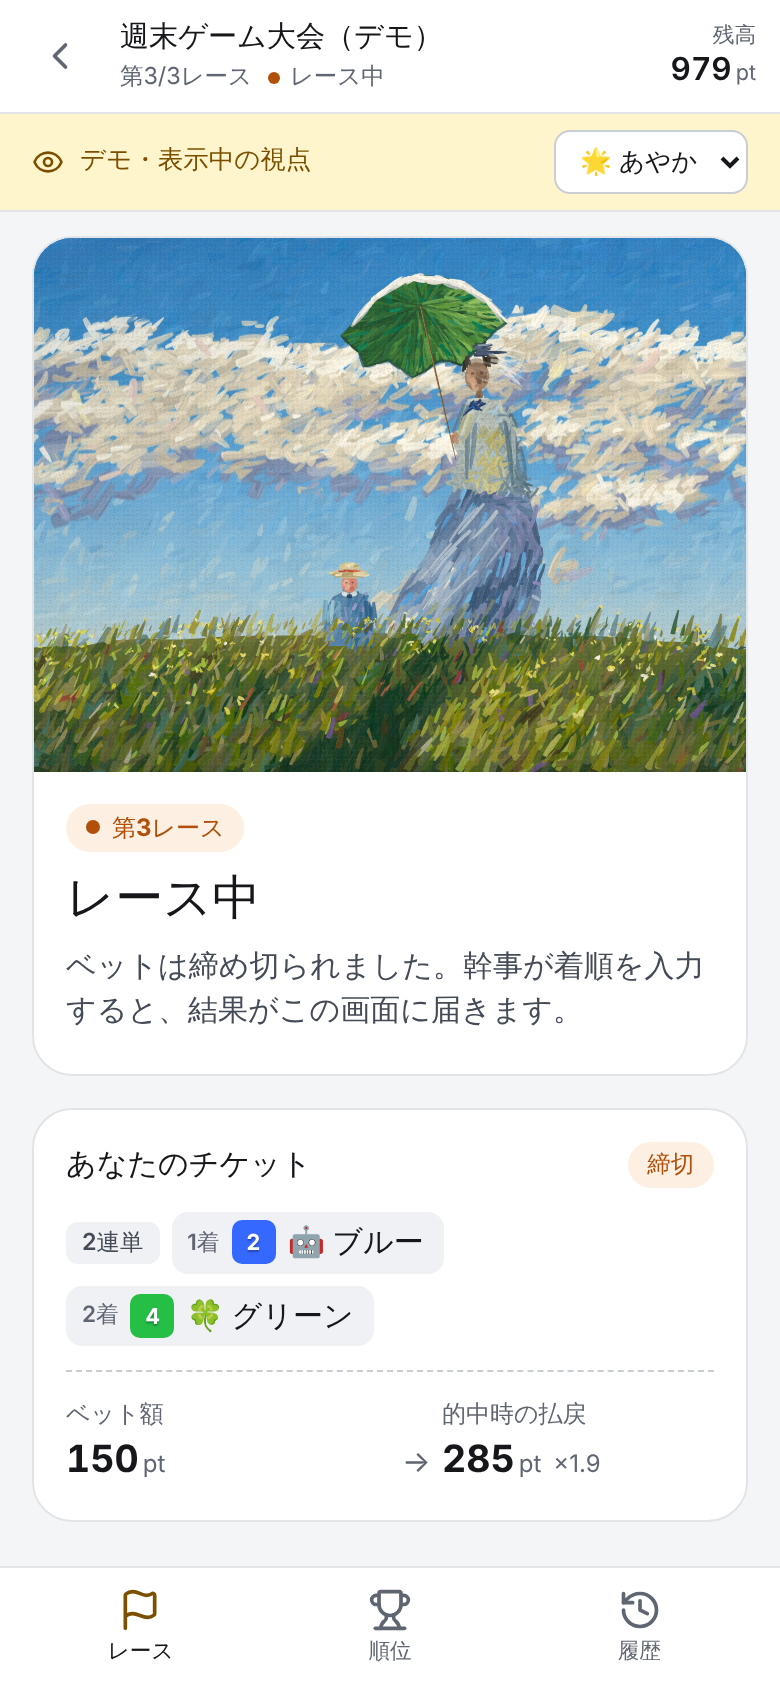 週末ゲーム大会（デモ）
第3/3レース ● レース中
残高
979 pt
デモ・表示中の視点
🌟 あやか
第3レース
レース中
ベットは締め切られました。幹事が着順を入力
すると、結果がこの画面に届きます。
あなたのチケット
締切
2連単 1着 2 🤖 ブルー
2着 4 🍀 グリーン
ベット額
150 pt
的中時の払戻
→ 285 pt ×1.9
レース
順位
履歴